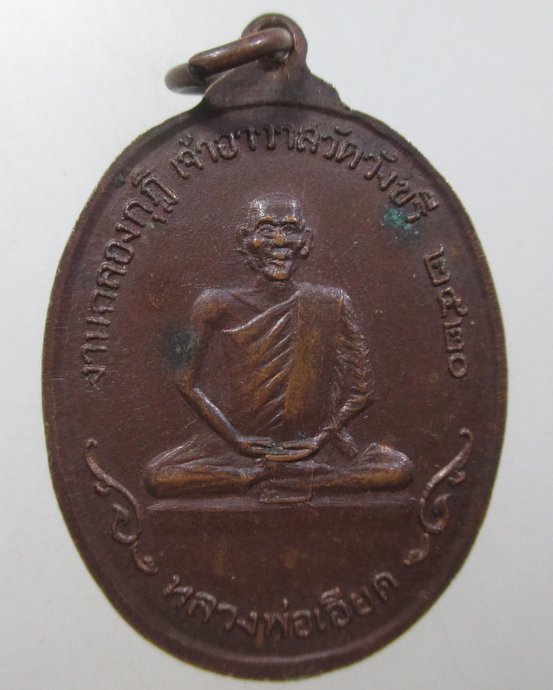 งานฉลองกุฏิ เจ้าอาวาสวัดวังขรี ๒๕๒๐
หลวงพ่อเอียด